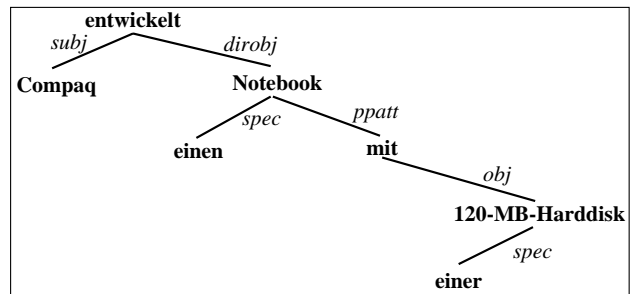 entwickelt
subj dirobj
Compaq Notebook
spec ppatt
einen mit
obj
120-MB-Harddisk
spec
einer